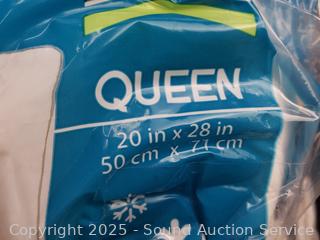 QUEEN
20 in x 28 in
50 cm x 71 cm
Copyright 2025 - Sound Auction Service